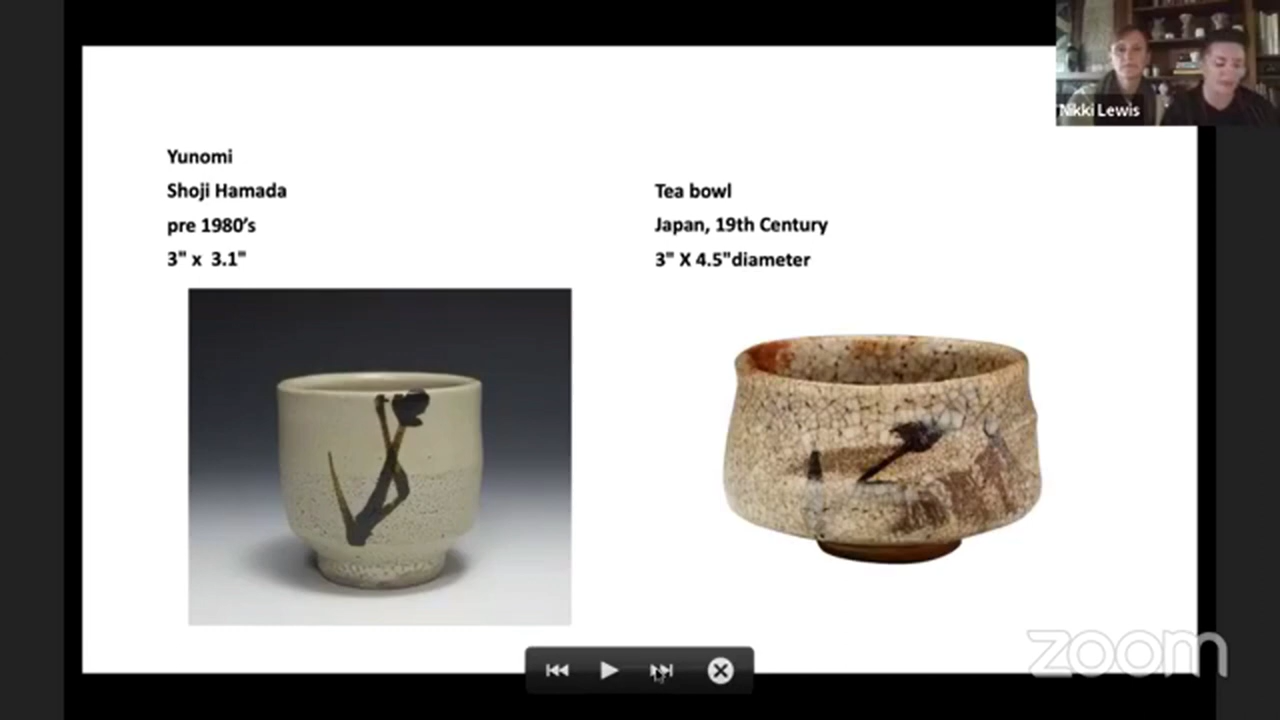 Nikki Lewis
Yunomi
Shoji Hamada
pre 1980’s
3" x 3.1"
Tea bowl
Japan, 19th Century
3" X 4.5"diameter
zoom